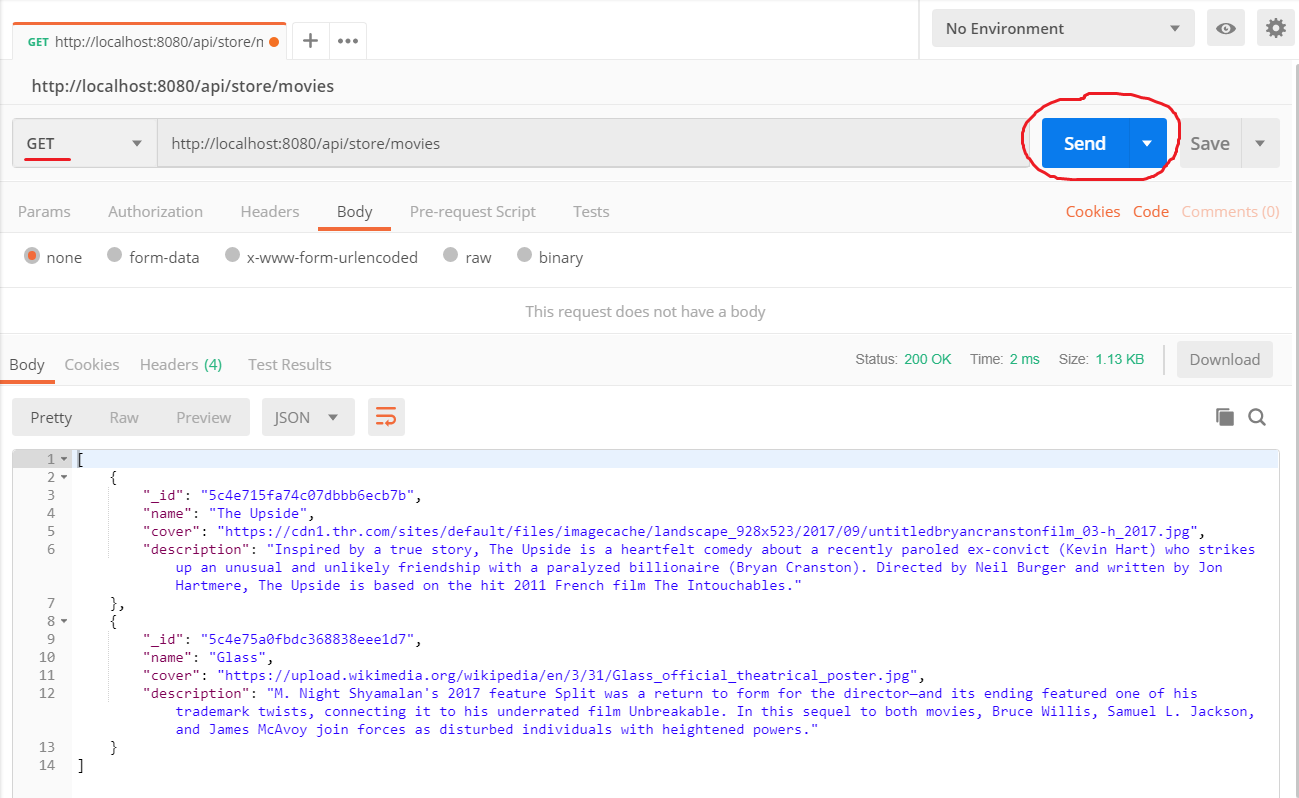 GET http://localhost:8080/api/store/n
No Environment
http://localhost:8080/api/store/movies
GET http://localhost:8080/api/store/movies Send Save
Params Authorization Headers Body Pre-request Script Tests Cookies Code Comments (0)
none form-data x-www-form-urlencoded raw binary
This request does not have a body
Body Cookies Headers (4) Test Results Status: 200 OK Time: 2 ms Size: 1.13 KB Download
Pretty Raw Preview JSON
1 [
2 {
3 "_id": "5c4e715fa74c07dbbb6ecb7b",
4 "name": "The Upside",
5 "cover": "https://cdn1.thr.com/sites/default/files/imagecache/landscape_928x523/2017/09/untitledbryancranstonfilm_03-h_2017.jpg",
6 "description": "Inspired by a true story, The Upside is a heartfelt comedy about a recently paroled ex-convict (Kevin Hart) who strikes
up an unusual and unlikely friendship with a paralyzed billionaire (Bryan Cranston). Directed by Neil Burger and written by Jon
Hartmere, The Upside is based on the hit 2011 French film The Intouchables."
7 },
8 {
9 "_id": "5c4e75a0fbdc368838eee1d7",
10 "name": "Glass",
11 "cover": "https://upload.wikimedia.org/wikipedia/en/3/31/Glass_official_theatrical_poster.jpg",
12 "description": "M. Night Shyamalan's 2017 feature Split was a return to form for the director—and its ending featured one of his
trademark twists, connecting it to his underrated film Unbreakable. In this sequel to both movies, Bruce Willis, Samuel L. Jackson,
and James McAvoy join forces as disturbed individuals with heightened powers."
13 }
14 ]